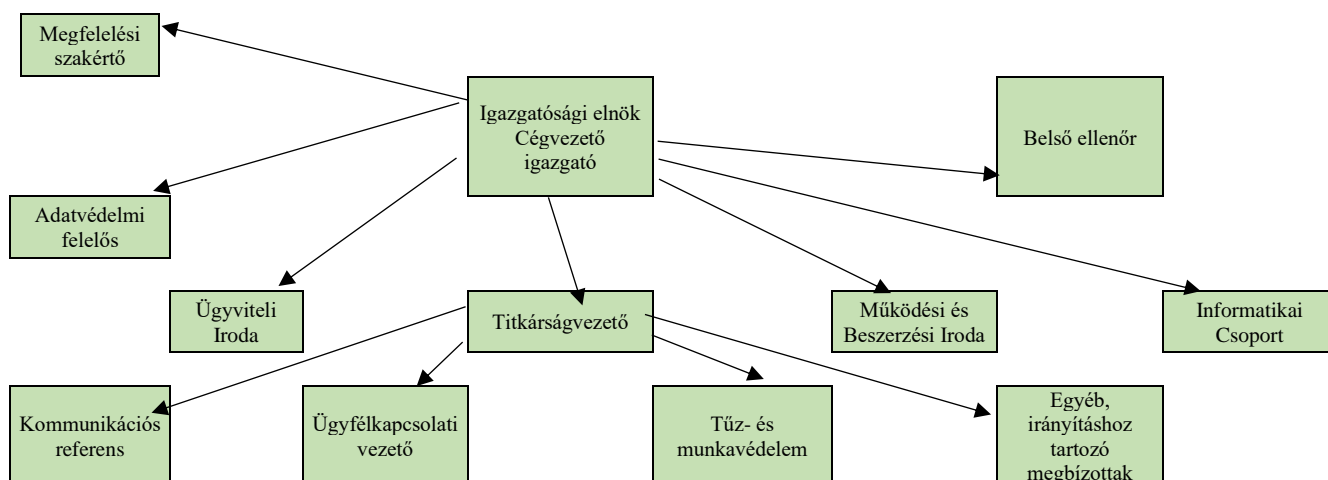 Megfelelési
szakértő
Igazgatósági elnök
Cégvezető
igazgató
Belső ellenőr
Adatvédelmi
felelős
Ügyviteli
Iroda
Titkárságvezető
Működési és
Beszerzési Iroda
Informatikai
Csoport
Kommunikációs
referens
Ügyfélkapcsolati
vezető
Tűz- és
munkavédelem
Egyéb,
irányításhoz
tartozó
megbízottak